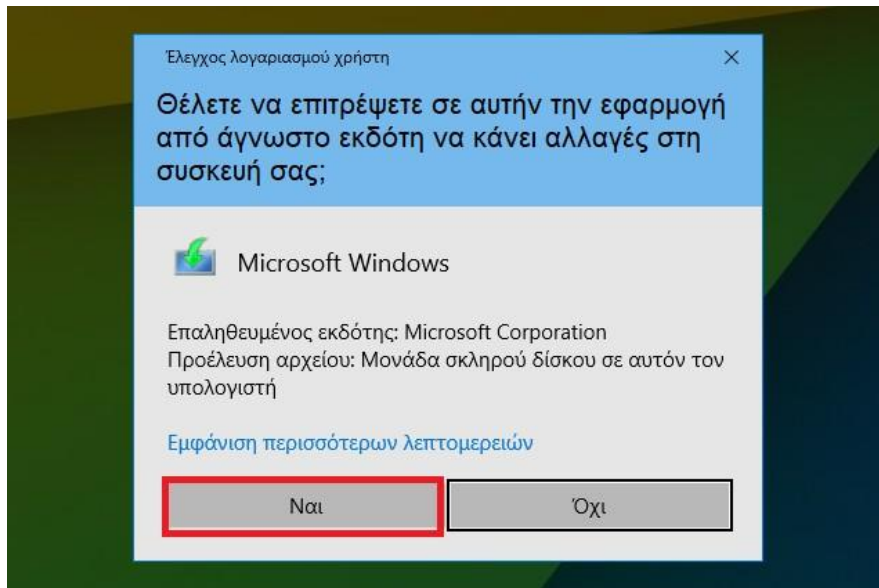 Έλεγχος λογαριασμού χρήστη
Θέλετε να επιτρέψετε σε αυτήν την εφαρμογή
από άγνωστο εκδότη να κάνει αλλαγές στη
συσκευή σας;
Microsoft Windows
Επαληθευμένος εκδότης: Microsoft Corporation
Προέλευση αρχείου: Μονάδα σκληρού δίσκου σε αυτόν τον
υπολογιστή
Εμφάνιση περισσότερων λεπτομερειών
Ναι
Όχι